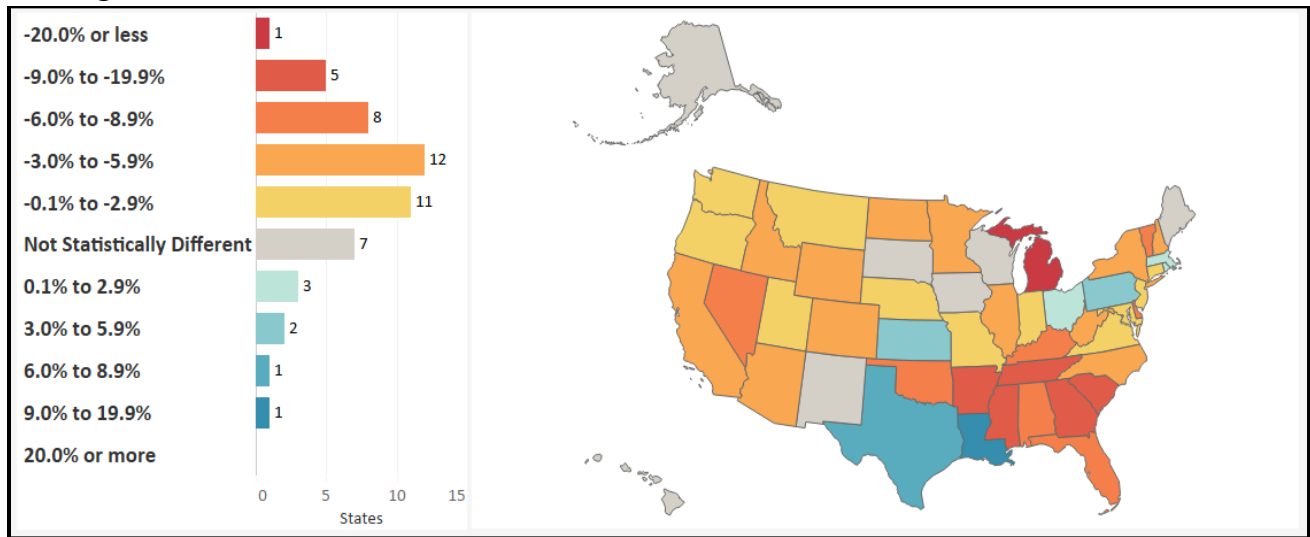 -20.0% or less 1
-9.0% to -19.9% 5
-6.0% to -8.9% 8
-3.0% to -5.9% 12
-0.1% to -2.9% 11
Not Statistically Different 7
0.1% to 2.9% 3
3.0% to 5.9% 2
6.0% to 8.9% 1
9.0% to 19.9% 1
20.0% or more
0 5 10 15
States